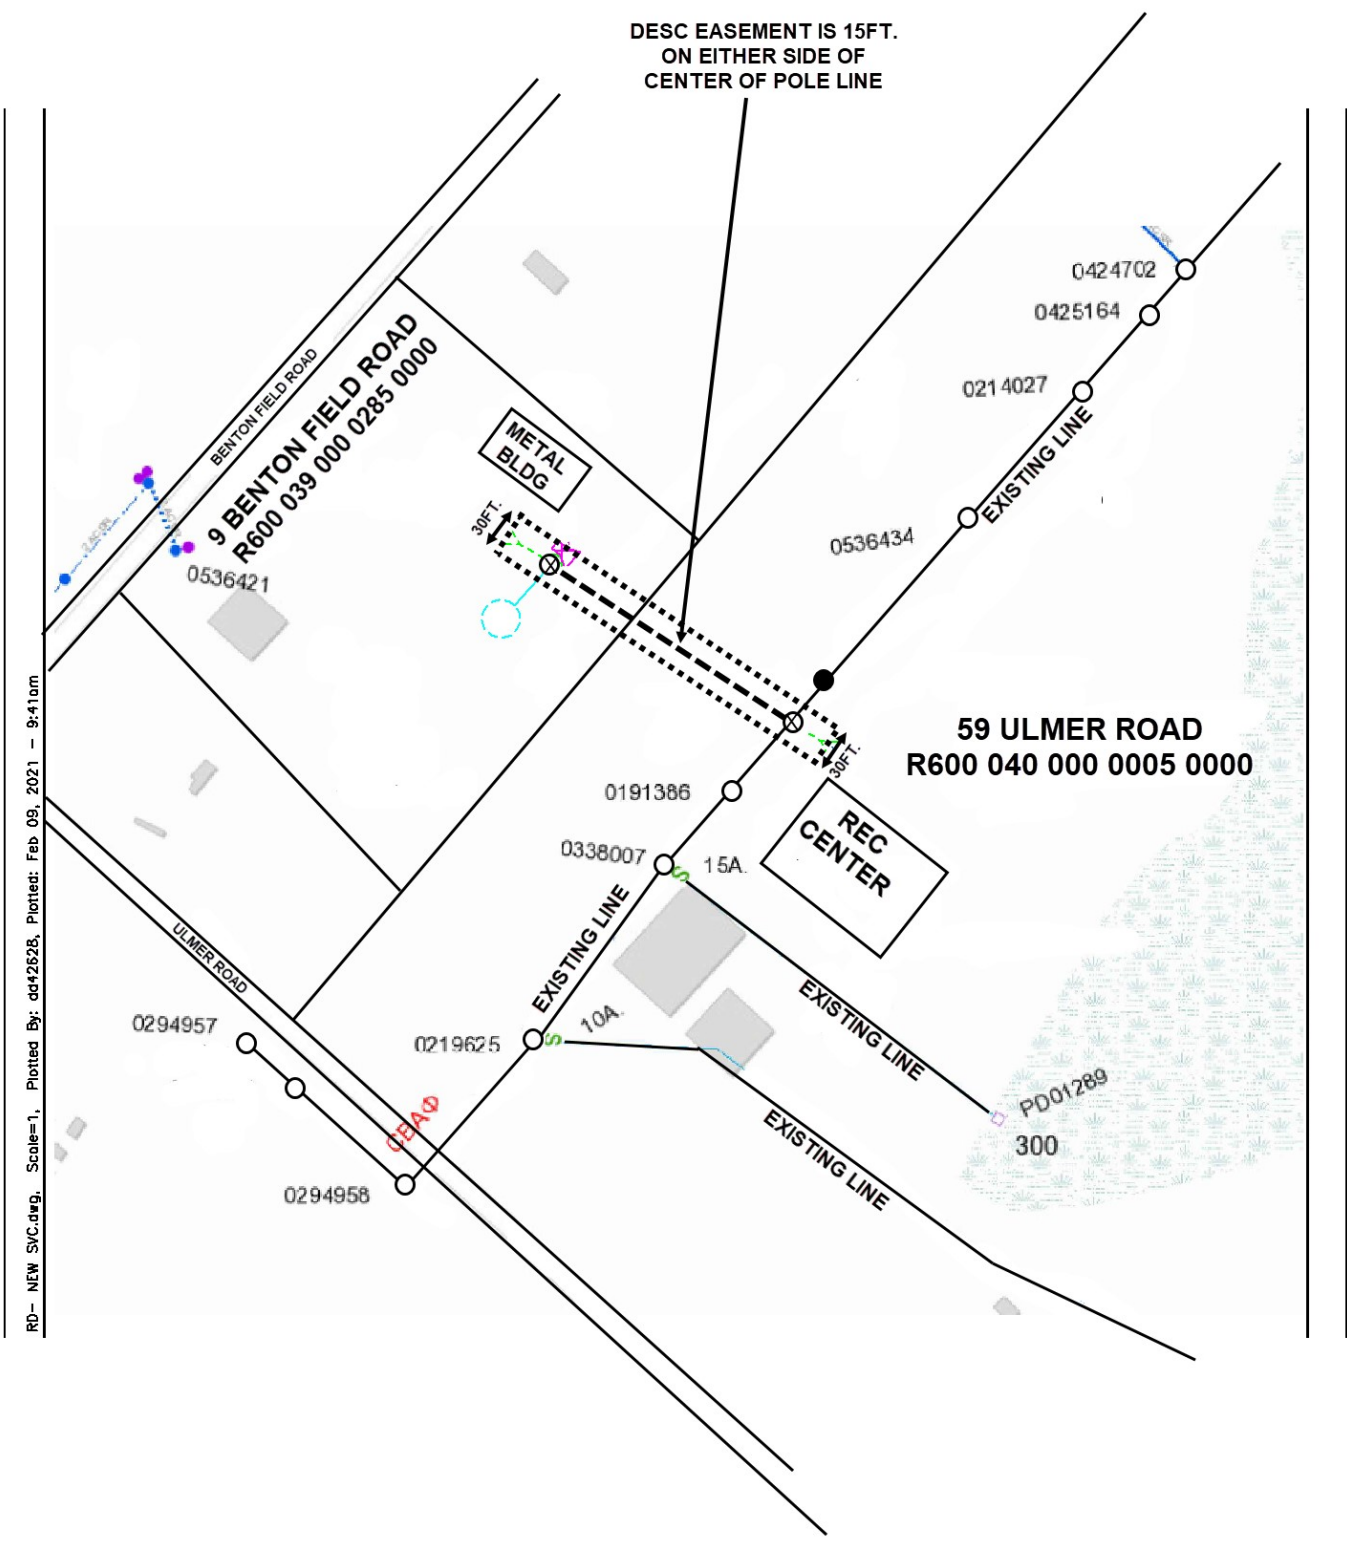 DESC EASEMENT IS 15FT.
ON EITHER SIDE OF
CENTER OF POLE LINE
0424702
0425164
0214027
EXISTING LINE
0536434
BENTON FIELD ROAD
9 BENTON FIELD ROAD
R600 039 000 0285 0000
METAL
BLDG
30FT.
0536421
59 ULMER ROAD
R600 040 000 0005 0000
30FT.
0191386
REC
CENTER
0338007
15A.
EXISTING LINE
ULMER ROAD
10A.
0294957
0219625
EXISTING LINE
PD01289
300
CBAΦ
EXISTING LINE
0294958
RD- NEW SVC.dwg, Scale=1, Plotted By: dd42628, Plotted: Feb 09, 2021 - 9:41am